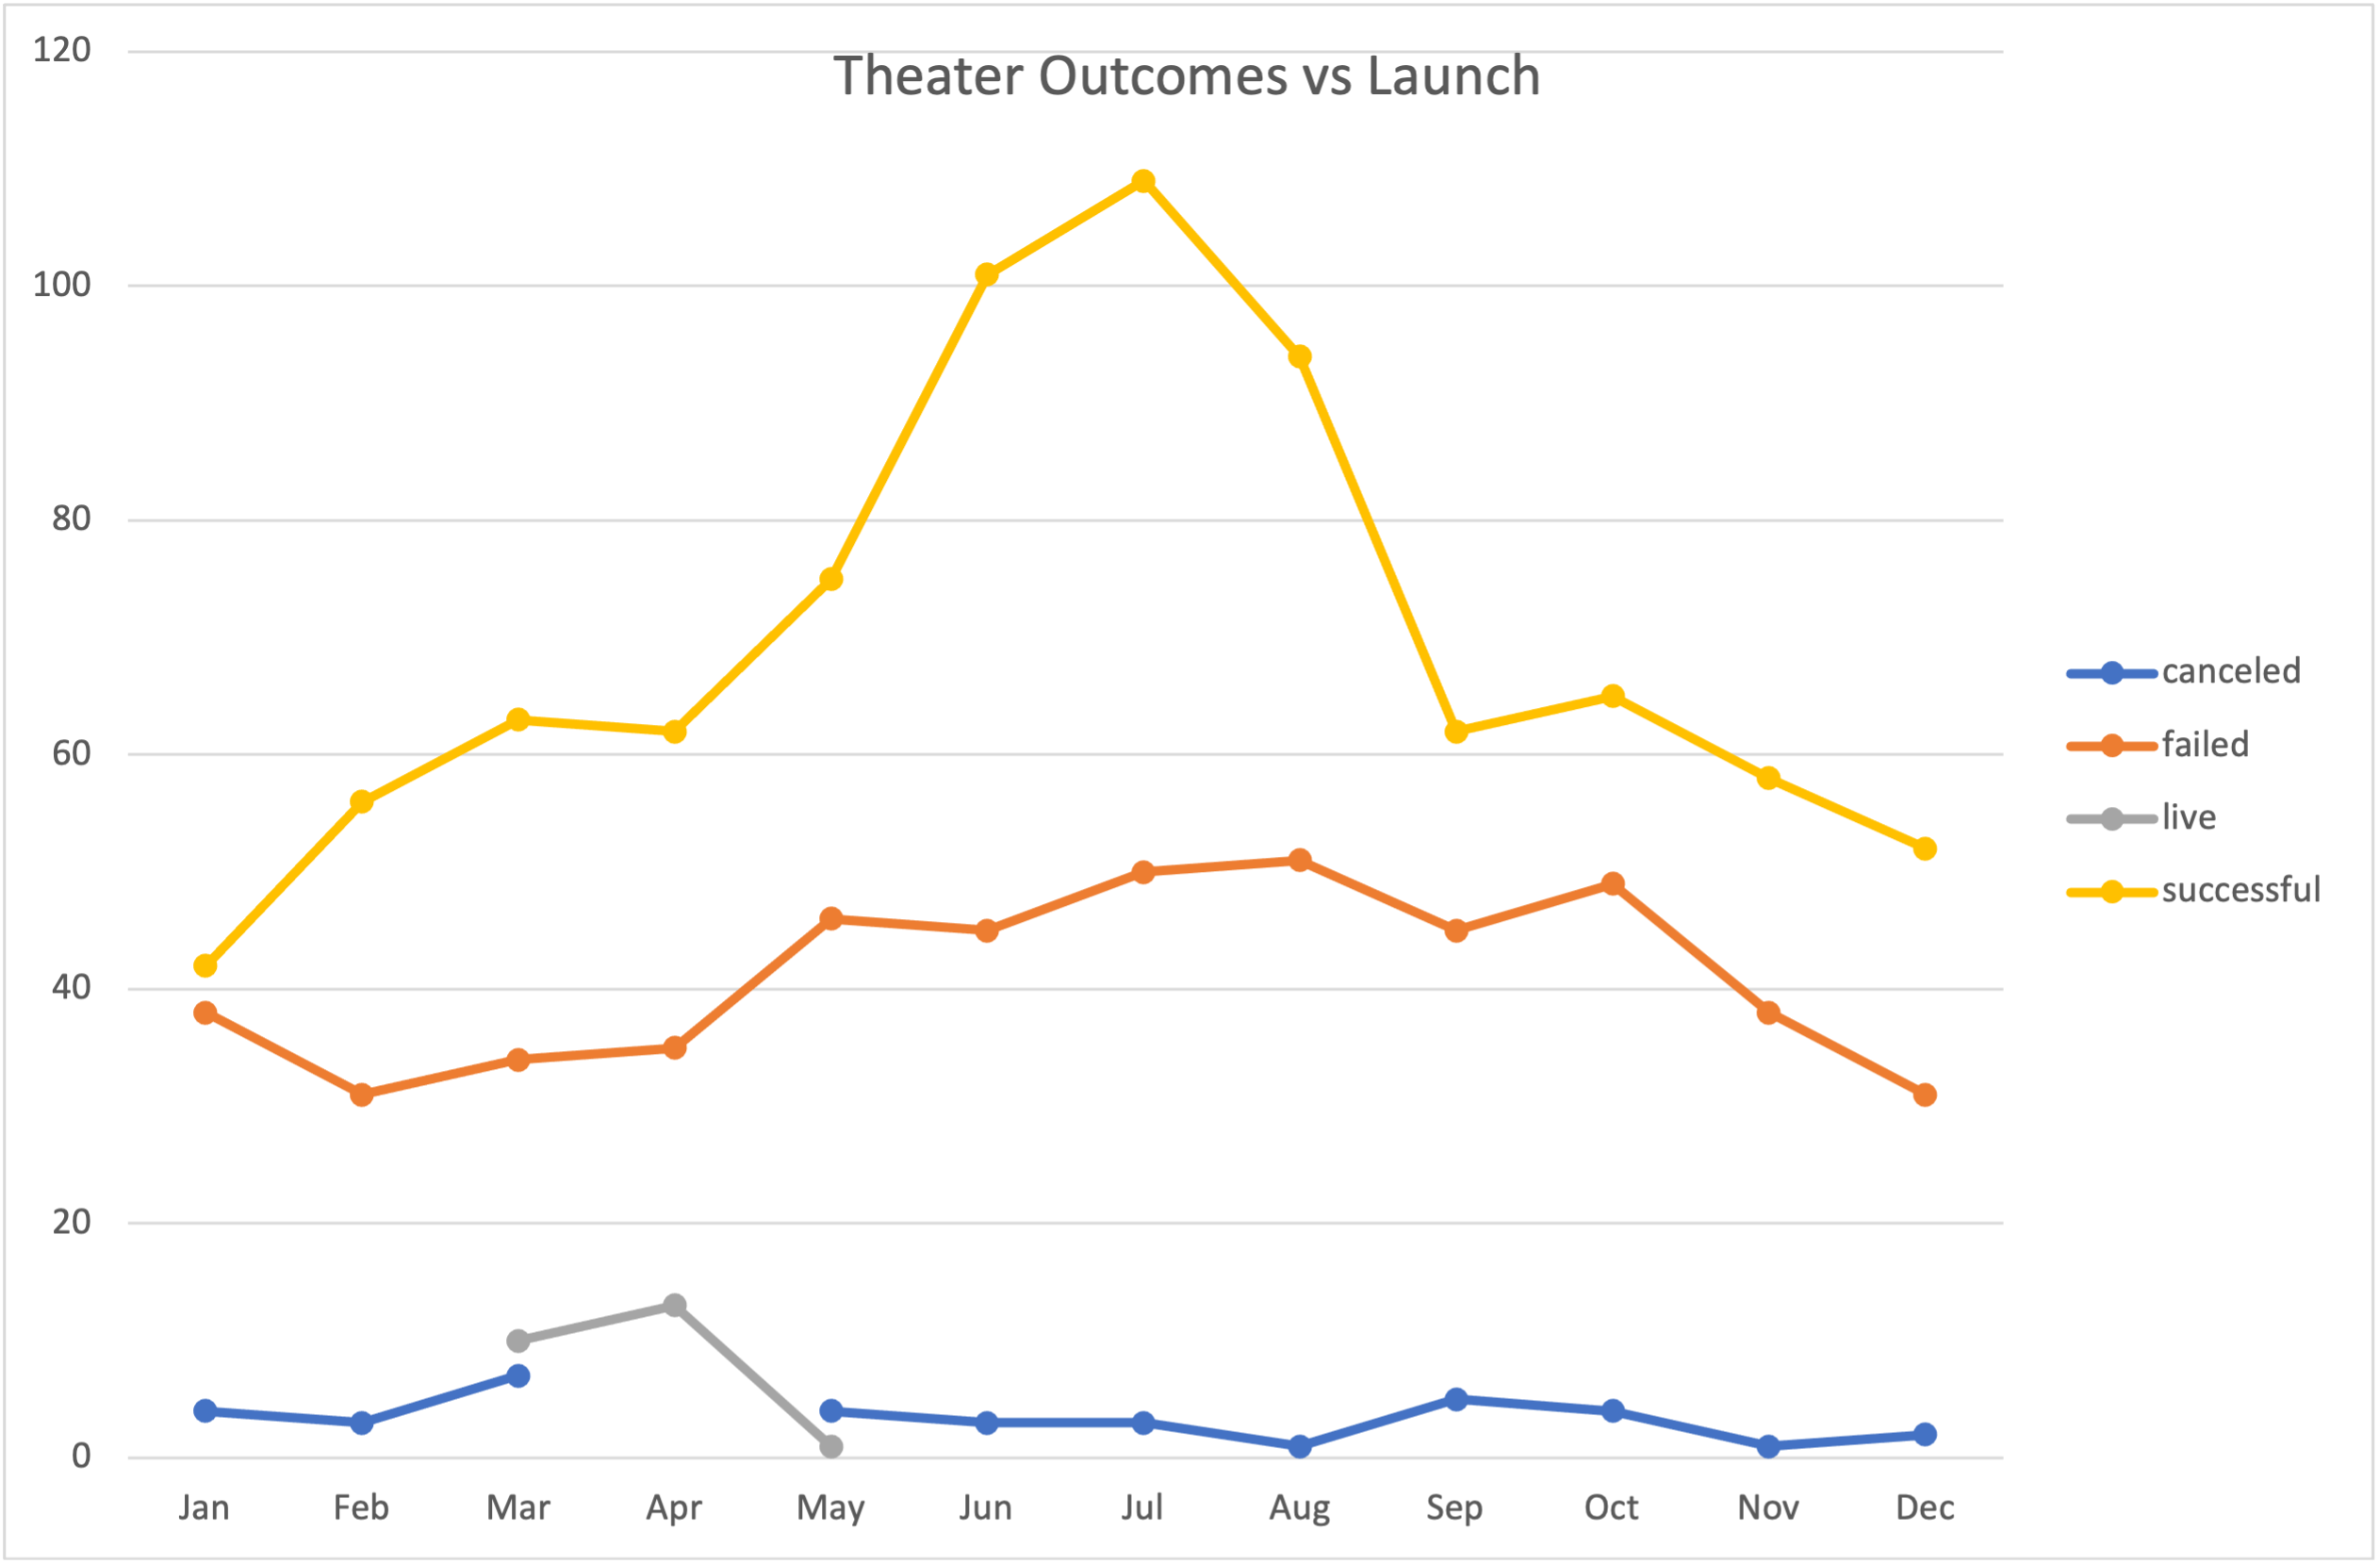 Theater Outcomes vs Launch
120
100
80
60
40
20
0
Jan Feb Mar Apr May Jun Jul Aug Sep Oct Nov Dec
canceled
failed
live
successful